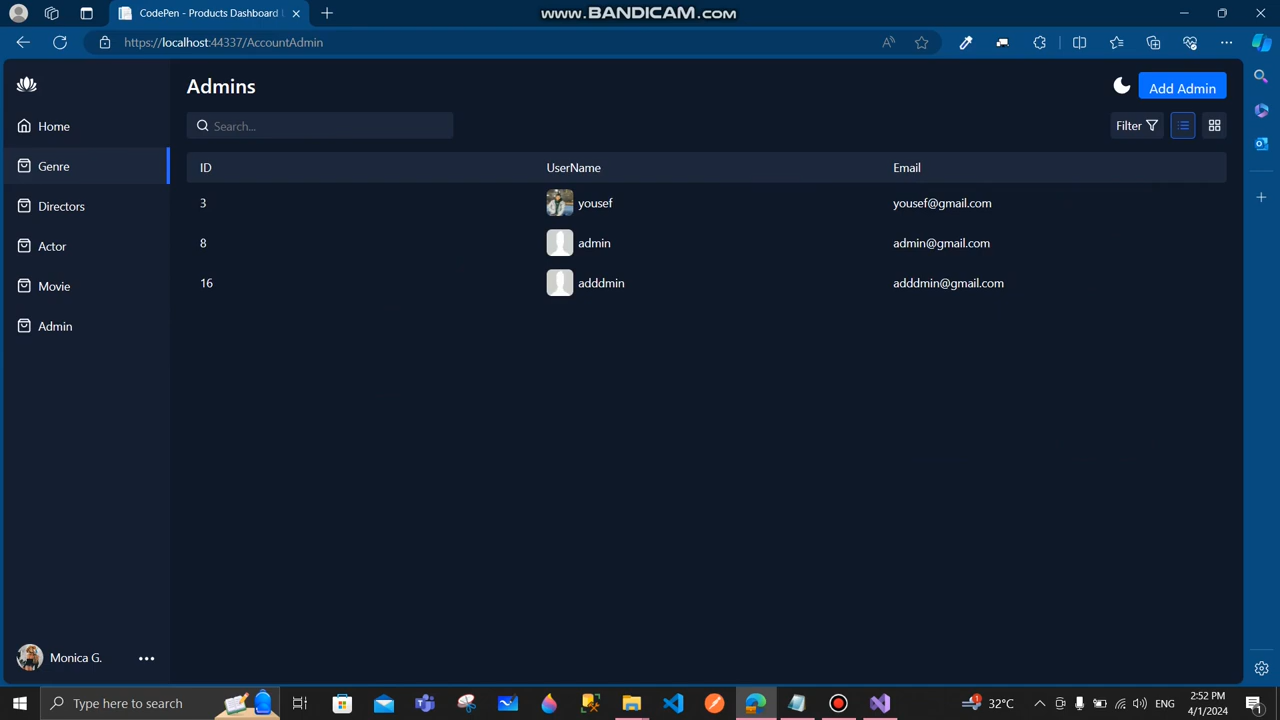 CodePen - Products Dashboard
www.BANDICAM.com
https://localhost:44337/AccountAdmin
Admins
Add Admin
Search...
Filter
Home
Genre
Directors
Actor
Movie
Admin
ID UserName Email
3 yousef yousef@gmail.com
8 admin admin@gmail.com
16 adddmin adddmin@gmail.com
Monica G.
Type here to search
1
32°C
ENG
2:52 PM
4/1/2024